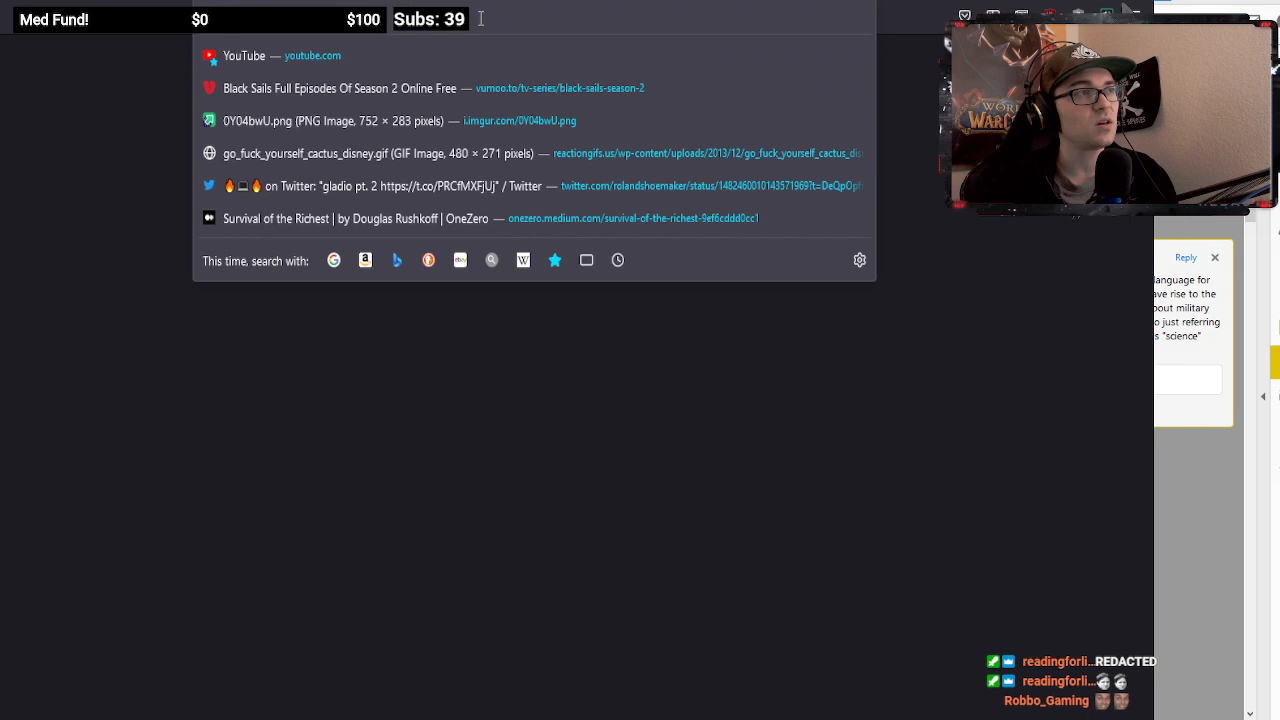 Med Fund! $0 $100 Subs: 39
YouTube — youtube.com
Black Sails Full Episodes Of Season 2 Online Free — vumoo.to/tv-series/black-sails-season-2
0Y04bwU.png (PNG Image, 752 × 283 pixels) — i.imgur.com/0Y04bwU.png
go_fuck_yourself_cactus_disney.gif (GIF Image, 480 × 271 pixels) — reactiongifs.us/wp-content/uploads/2013/12/go_fuck_yourself_cactus_dis
🔥💻🔥 on Twitter: "gladio pt. 2 https://t.co/PRCfMXFjUj" / Twitter — twitter.com/rolandshoemaker/status/1482460010143571969?t=DeQpOpf
Survival of the Richest | by Douglas Rushkoff | OneZero — onezero.medium.com/survival-of-the-richest-9ef6cddd0cc1
This time, search with:
WORLD
WARCRA
WILL
Reply
language for
ave rise to the
bout military
o just referring
s "science"
readingforli... REDACTED
readingforli...
Robbo_Gaming